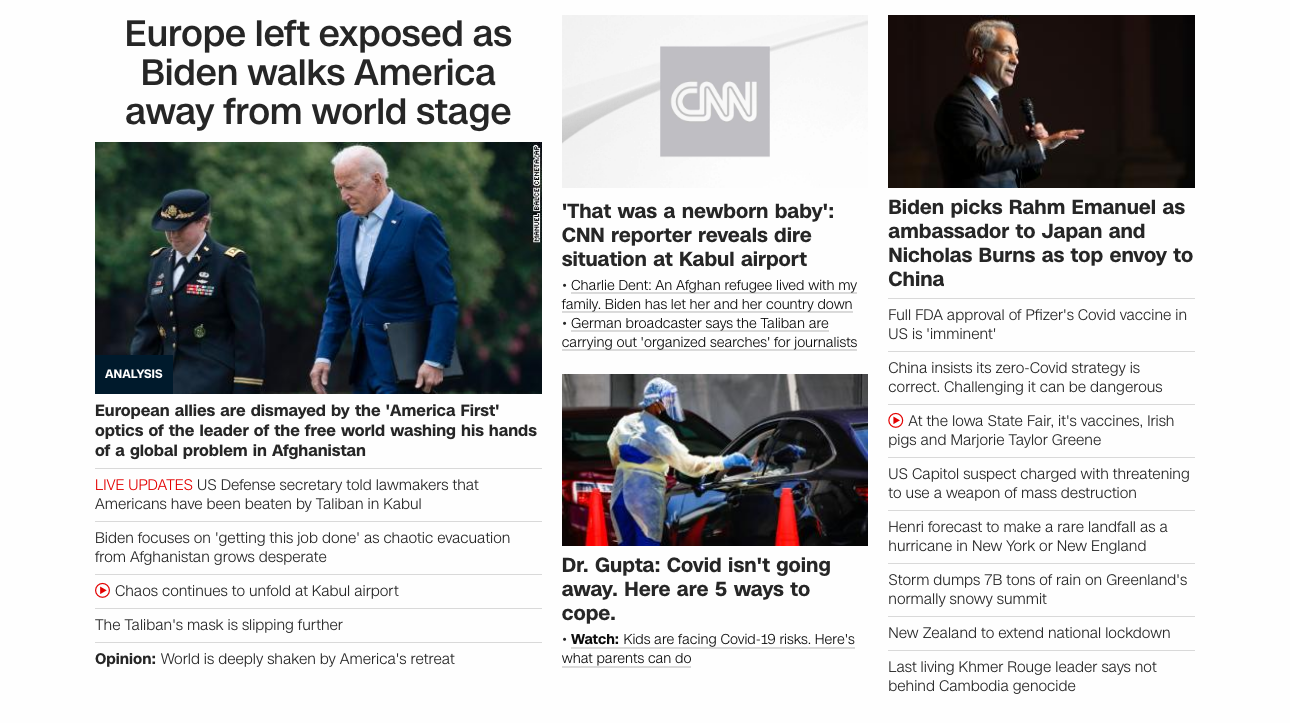 Europe left exposed as
Biden walks America
away from world stage
MANUEL BALCE CENETA/AP
ANALYSIS
European allies are dismayed by the 'America First'
optics of the leader of the free world washing his hands
of a global problem in Afghanistan
LIVE UPDATES US Defense secretary told lawmakers that
Americans have been beaten by Taliban in Kabul
Biden focuses on 'getting this job done' as chaotic evacuation
from Afghanistan grows desperate
Chaos continues to unfold at Kabul airport
The Taliban's mask is slipping further
Opinion: World is deeply shaken by America's retreat
CNN
'That was a newborn baby':
CNN reporter reveals dire
situation at Kabul airport
• Charlie Dent: An Afghan refugee lived with my
family. Biden has let her and her country down
• German broadcaster says the Taliban are
carrying out 'organized searches' for journalists
Dr. Gupta: Covid isn't going
away. Here are 5 ways to
cope.
• Watch: Kids are facing Covid-19 risks. Here's
what parents can do
Biden picks Rahm Emanuel as
ambassador to Japan and
Nicholas Burns as top envoy to
China
Full FDA approval of Pfizer's Covid vaccine in
US is 'imminent'
China insists its zero-Covid strategy is
correct. Challenging it can be dangerous
At the Iowa State Fair, it's vaccines, Irish
pigs and Marjorie Taylor Greene
US Capitol suspect charged with threatening
to use a weapon of mass destruction
Henri forecast to make a rare landfall as a
hurricane in New York or New England
Storm dumps 7B tons of rain on Greenland's
normally snowy summit
New Zealand to extend national lockdown
Last living Khmer Rouge leader says not
behind Cambodia genocide